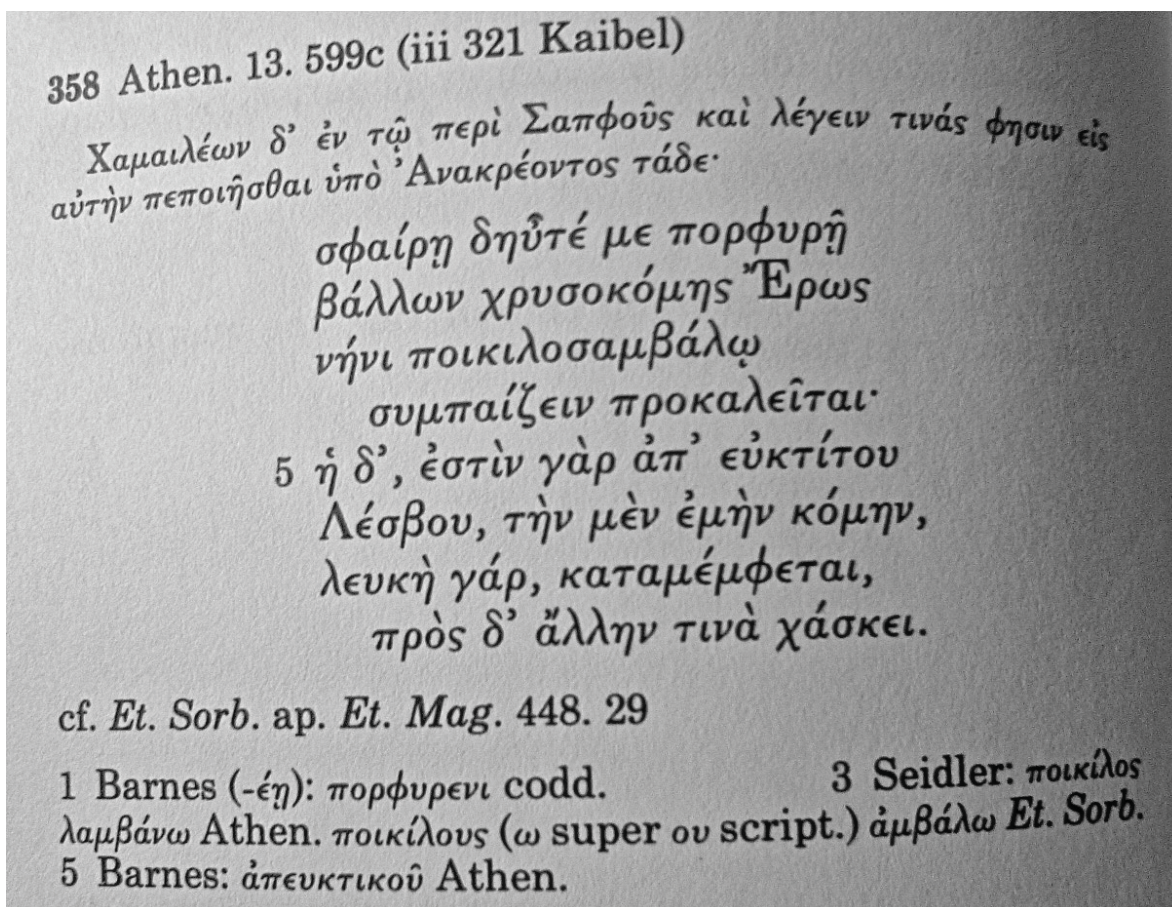 358 Athen. 13. 599c (iii 321 Kaibel)
Χαμαιλέων δ’ ἐν τῷ περὶ Σαπφοῦς καὶ λέγειν τινάς φησιν εἰς
αὐτὴν πεποιῆσθαι ὑπὸ Ἀνακρέοντος τάδε·
σφαίρῃ δηὖτέ με πορφυρῇ
βάλλων χρυσοκόμης Ἔρως
νήνι ποικιλοσαμβάλῳ
συμπαίζειν προκαλεῖται·
5 ἡ δ’, ἐστὶν γὰρ ἀπ’ εὐκτίτου
Λέσβου, τὴν μὲν ἐμὴν κόμην,
λευκὴ γάρ, καταμέμφεται,
πρὸς δ’ ἄλλην τινὰ χάσκει.
cf. Et. Sorb. ap. Et. Mag. 448. 29
1 Barnes (-έῃ): πορφυρενι codd. 3 Seidler: ποικίλος
λαμβάνω Athen. ποικίλους (ω super ου script.) ἀμβάλω Et. Sorb.
5 Barnes: ἀπευκτικοῦ Athen.